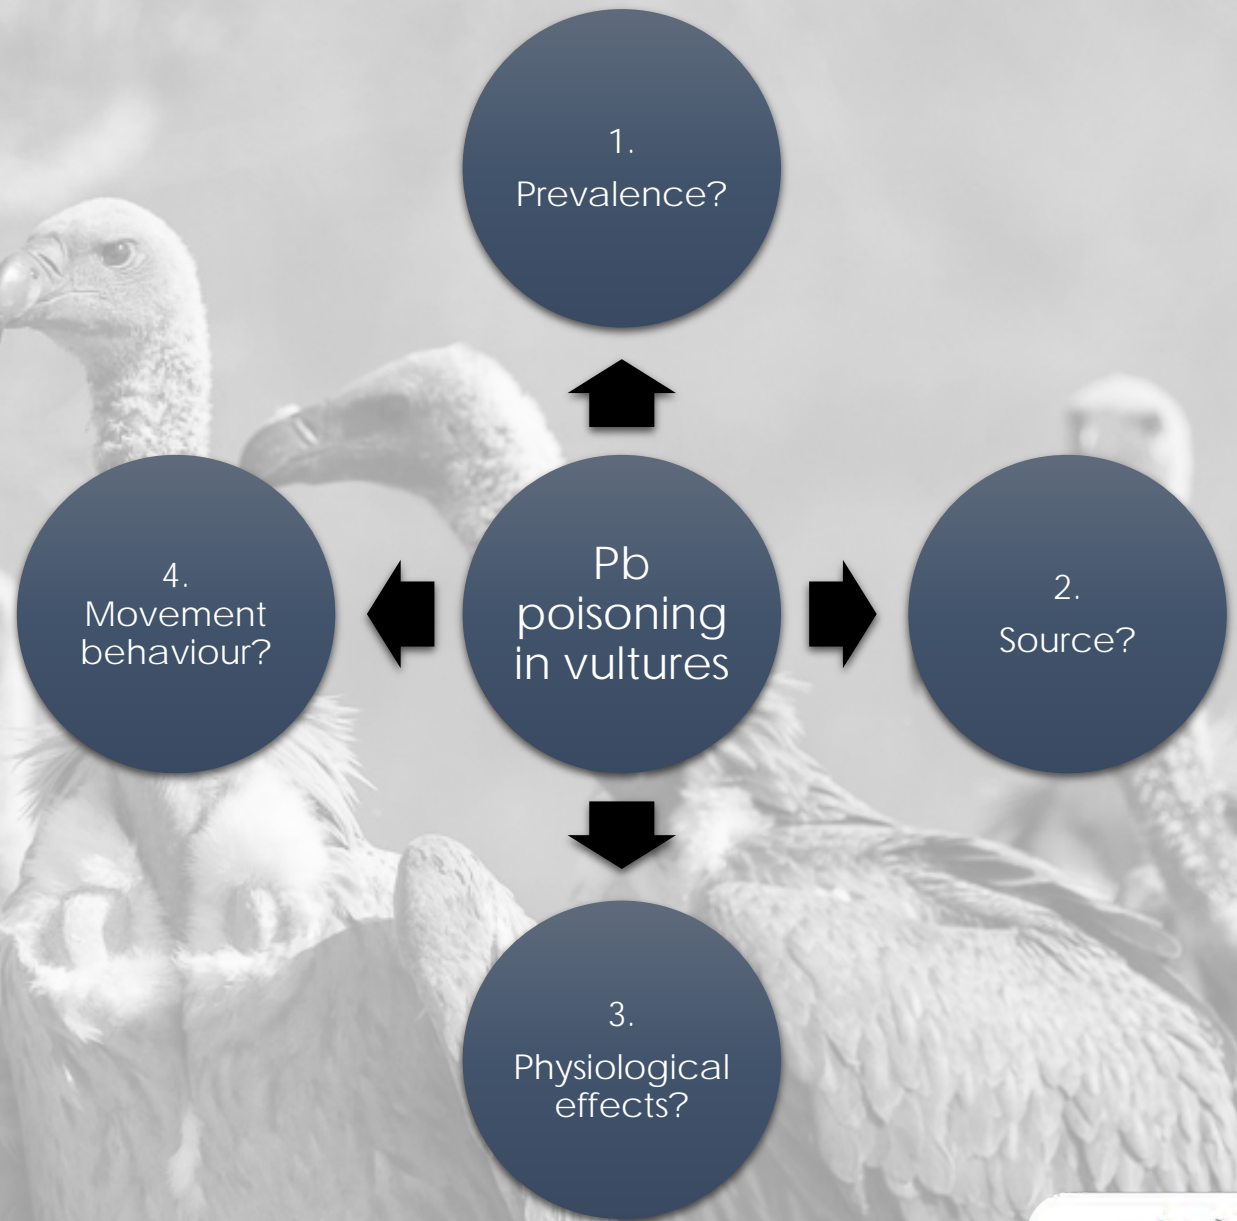 1.
Prevalence?
Pb
poisoning
in vultures
2.
Source?
3.
Physiological
effects?
4.
Movement
behaviour?